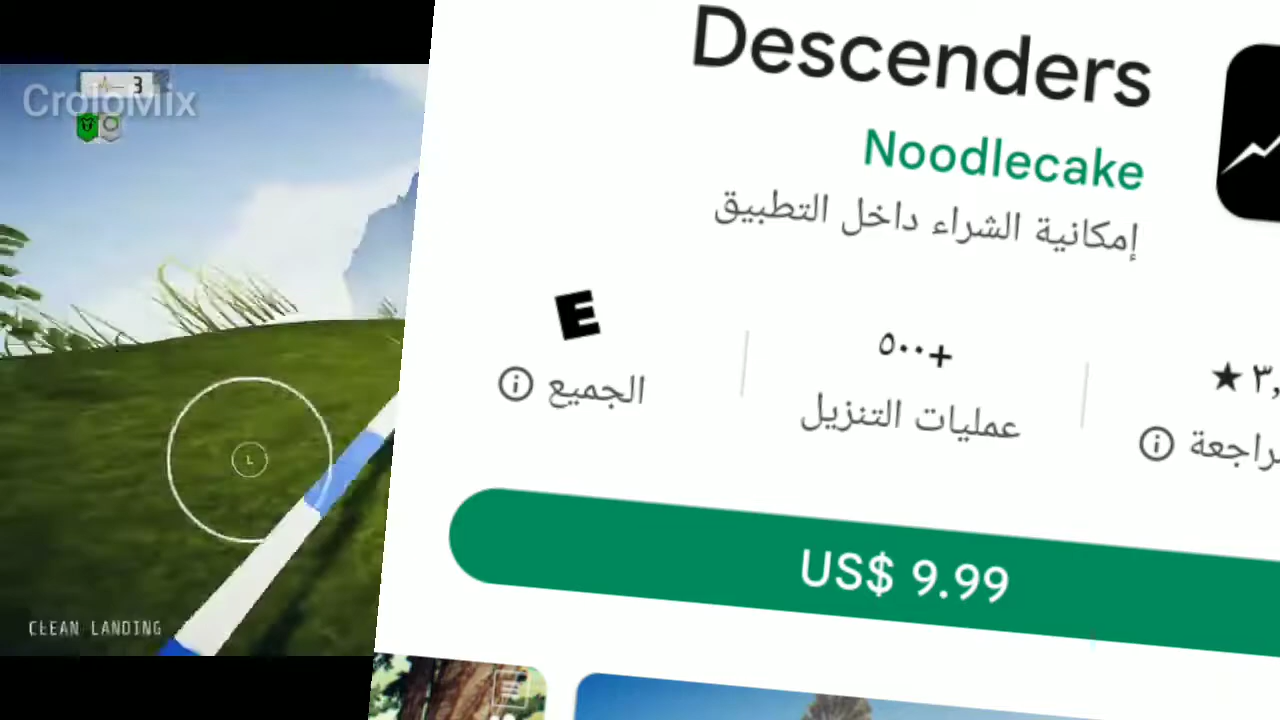 3
CroloMix
L
CLEAN LANDING
Descenders
Noodlecake
إمكانية الشراء داخل التطبيق
E
الجميع
٥٠٠+
عمليات التنزيل
US$ 9.99